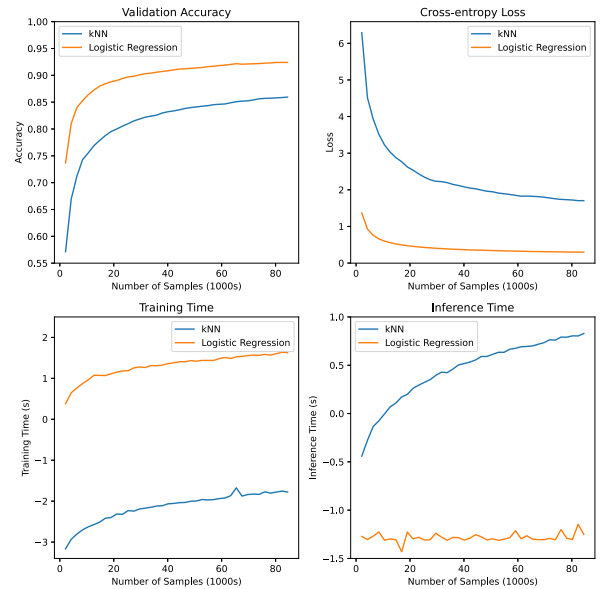 Validation Accuracy
kNN
Logistic Regression
1.00
0.95
0.90
0.85
0.80
0.75
0.70
0.65
0.60
0.55
Accuracy
0
20
40
60
80
Number of Samples (1000s)
Cross-entropy Loss
kNN
Logistic Regression
6
5
4
3
2
1
0
Loss
0
20
40
60
80
Number of Samples (1000s)
Training Time
kNN
Logistic Regression
2
1
0
−1
−2
−3
Training Time (s)
0
20
40
60
80
Number of Samples (1000s)
Inference Time
kNN
Logistic Regression
1.0
0.5
0.0
−0.5
−1.0
−1.5
Inference Time (s)
0
20
40
60
80
Number of Samples (1000s)